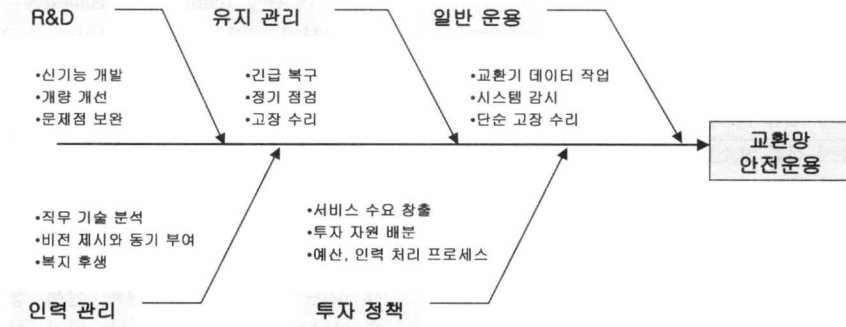 R&D
유지 관리
일반 운용
•신기능 개발
•개량 개선
•문제점 보완
•긴급 복구
•정기 점검
•고장 수리
•교환기 데이터 작업
•시스템 감시
•단순 고장 수리
교환망
안전운용
•직무 기술 분석
•비전 제시와 동기 부여
•복지 후생
•서비스 수요 창출
•투자 자원 배분
•예산, 인력 처리 프로세스
인력 관리
투자 정책